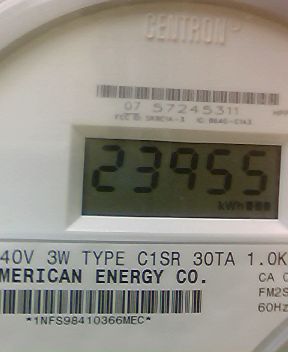 CENTRON
07 57245311
23955
kWh
40V 3W TYPE C1SR 30TA 1.0K
MERICAN ENERGY CO.
CA
FM2S
60Hz
*1NFS98410366MEC*